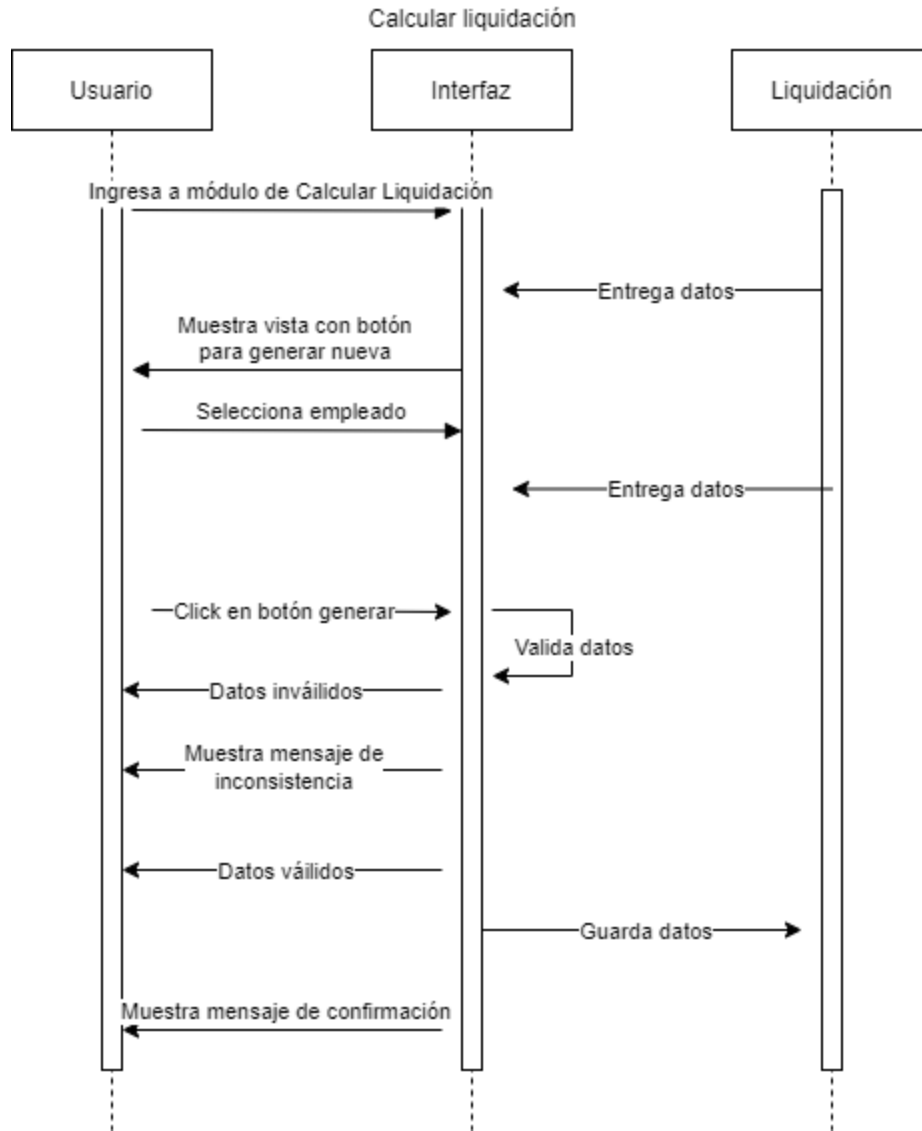 Calcular liquidación
Usuario
Interfaz
Liquidación
Ingresa a módulo de Calcular Liquidación
Entrega datos
Muestra vista con botón
para generar nueva
Selecciona empleado
Entrega datos
Click en botón generar
Valida datos
Datos inváilidos
Muestra mensaje de
inconsistencia
Datos váilidos
Guarda datos
Muestra mensaje de confirmación